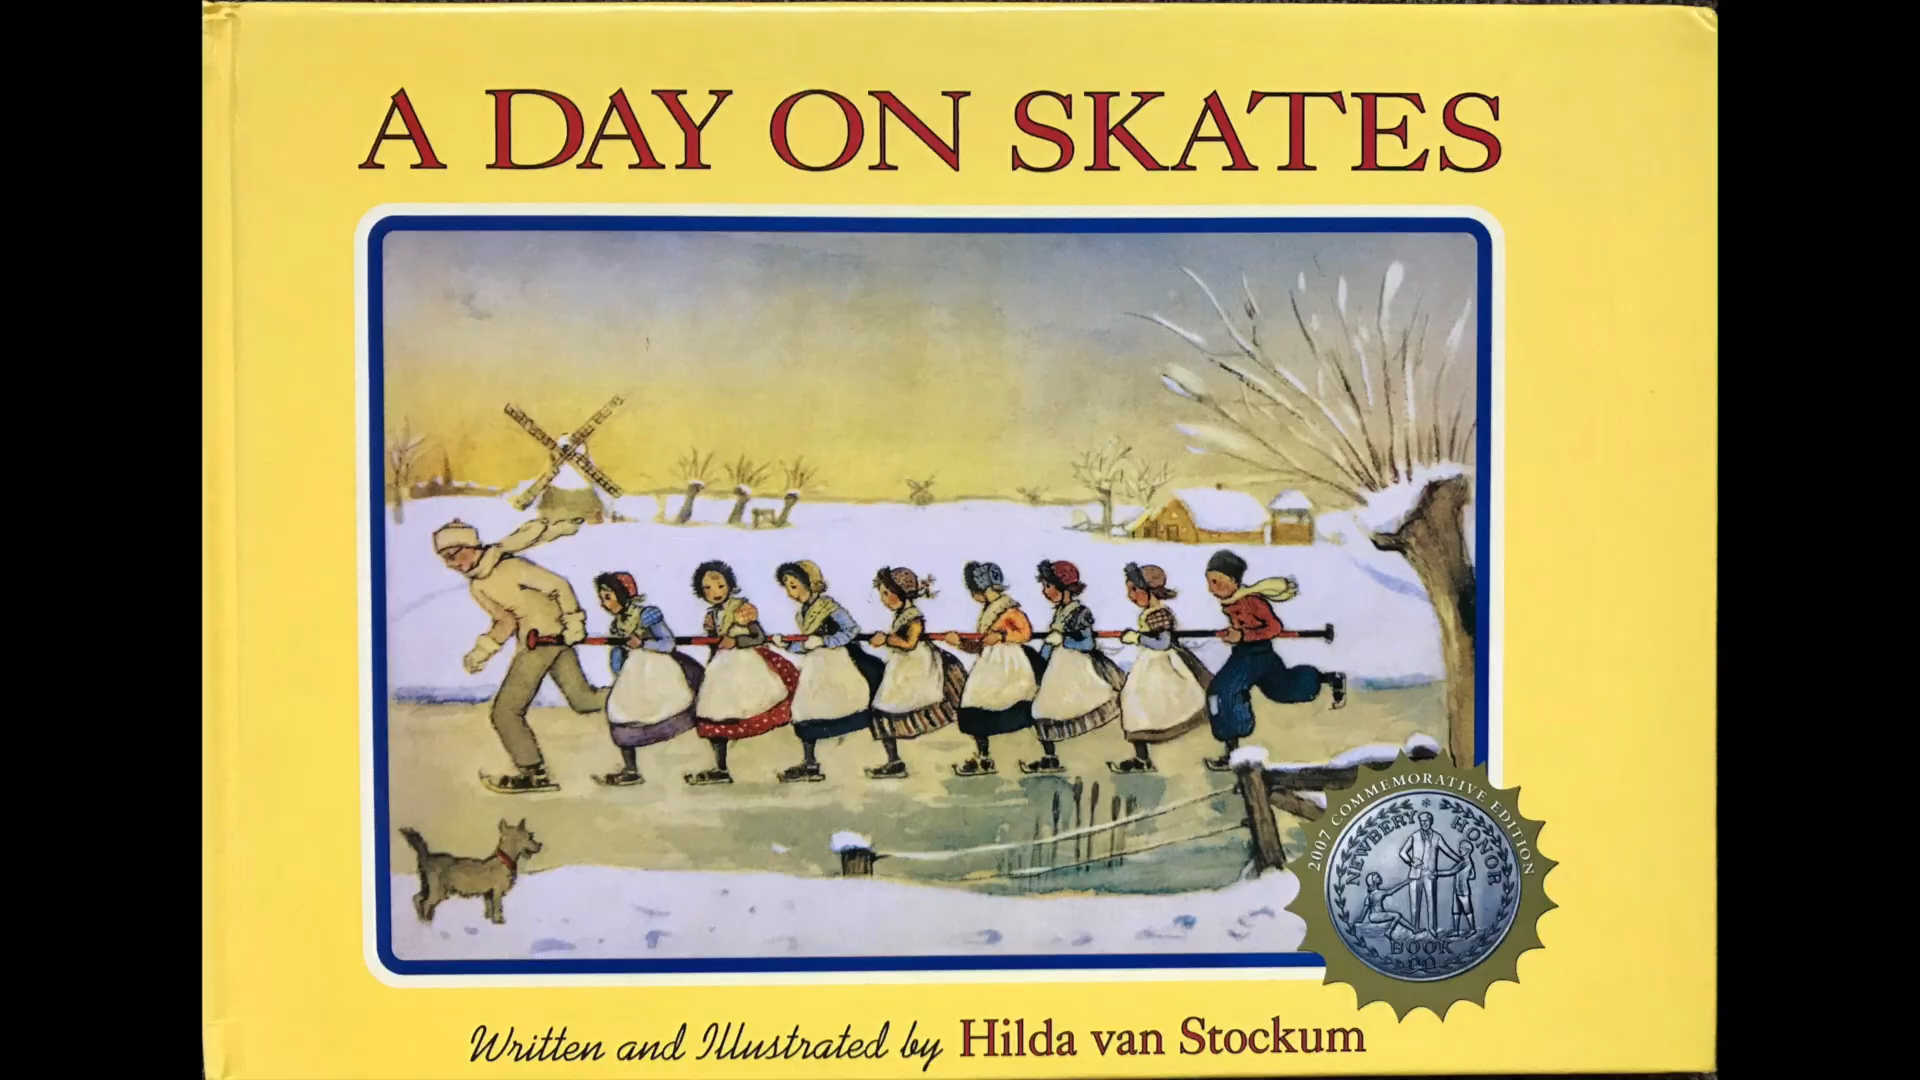 A DAY ON SKATES
2007 COMMEMORATIVE EDITION
NEWBERY HONOR
BOOK
Written and Illustrated by Hilda van Stockum